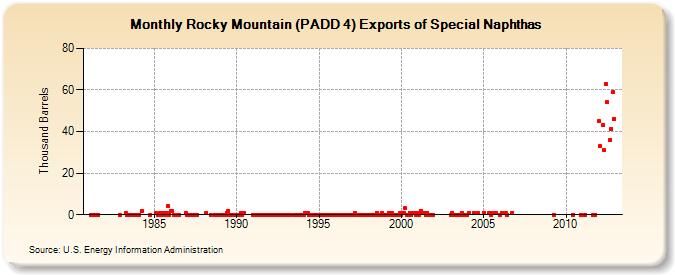 Monthly Rocky Mountain (PADD 4) Exports of Special Naphthas
Thousand Barrels
80
60
40
20
0
1985 1990 1995 2000 2005 2010
Source: U.S. Energy Information Administration